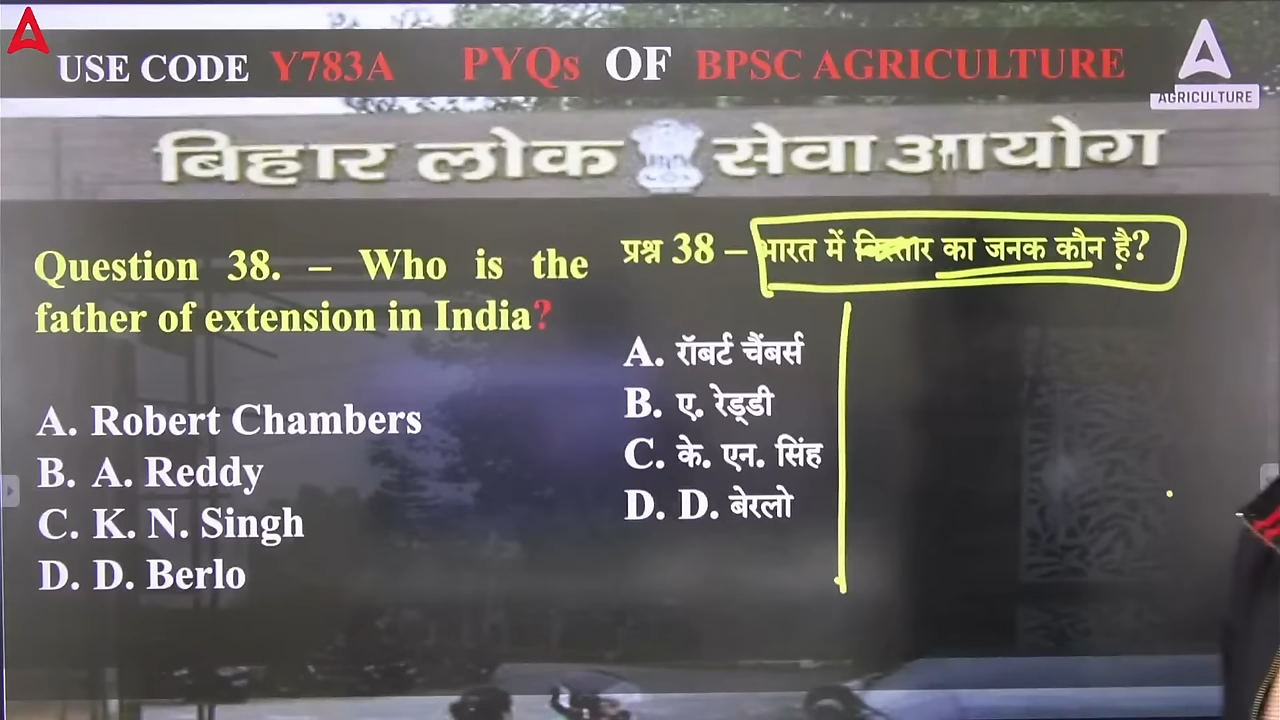 USE CODE Y783A PYQs OF BPSC AGRICULTURE
AGRICULTURE
बिहार लोक सेवा आयोग
Question 38. – Who is the
father of extension in India?
A. Robert Chambers
B. A. Reddy
C. K. N. Singh
D. D. Berlo
प्रश्न 38 – भारत में विस्तार का जनक कौन है?
A. रॉबर्ट चैंबर्स
B. ए. रेड्डी
C. के. एन. सिंह
D. D. बेरलो